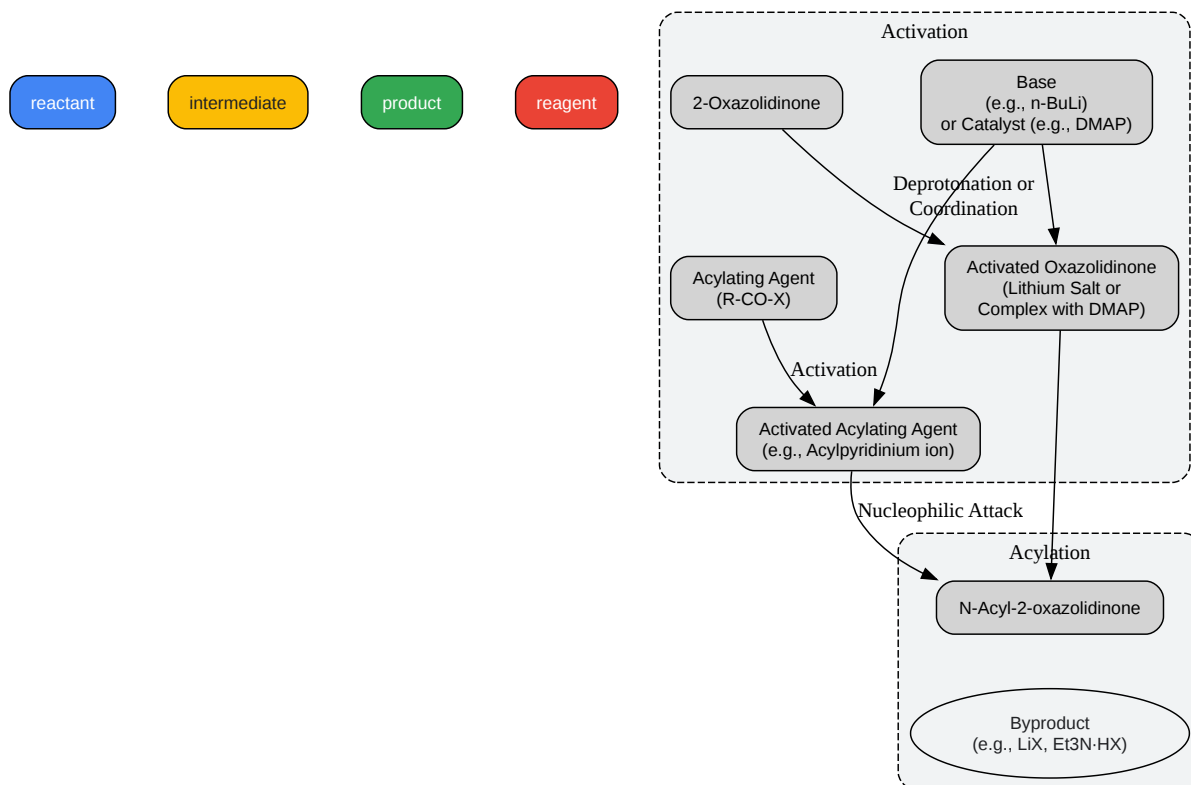 reactant
intermediate
product
reagent
Activation
2-Oxazolidinone
Base
(e.g., n-BuLi)
or Catalyst (e.g., DMAP)
Deprotonation or
Coordination
Acylating Agent
(R-CO-X)
Activated Oxazolidinone
(Lithium Salt or
Complex with DMAP)
Activation
Activated Acylating Agent
(e.g., Acylpyridinium ion)
Nucleophilic Attack
Acylation
N-Acyl-2-oxazolidinone
Byproduct
(e.g., LiX, Et3N·HX)